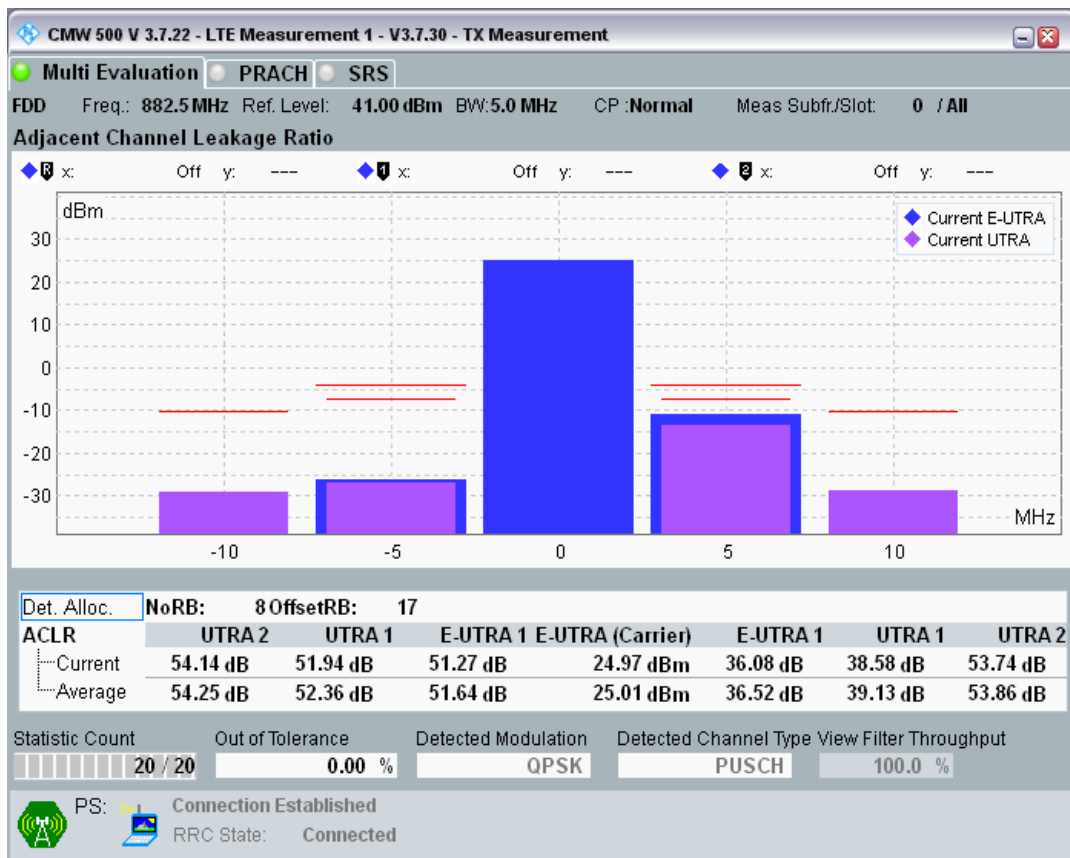 CMW 500 V 3.7.22 - LTE Measurement 1 - V3.7.30 - TX Measurement
Multi Evaluation PRACH SRS
FDD Freq.: 882.5 MHz Ref. Level: 41.00 dBm BW:5.0 MHz CP :Normal Meas Subfr./Slot: 0 / All
Adjacent Channel Leakage Ratio
R x: Off y: --- 1 x: Off y: --- 2 x: Off y: ---
dBm
Current E-UTRA
Current UTRA
30
20
10
0
-10
-20
-30
MHz
-10 -5 0 5 10
Det. Alloc. NoRB: 8 OffsetRB: 17
ACLR UTRA 2 UTRA 1 E-UTRA 1 E-UTRA (Carrier) E-UTRA 1 UTRA 1 UTRA 2
Current 54.14 dB 51.94 dB 51.27 dB 24.97 dBm 36.08 dB 38.58 dB 53.74 dB
Average 54.25 dB 52.36 dB 51.64 dB 25.01 dBm 36.52 dB 39.13 dB 53.86 dB
Statistic Count Out of Tolerance Detected Modulation Detected Channel Type View Filter Throughput
20 / 20 0.00 % QPSK PUSCH 100.0 %
PS: Connection Established
RRC State: Connected